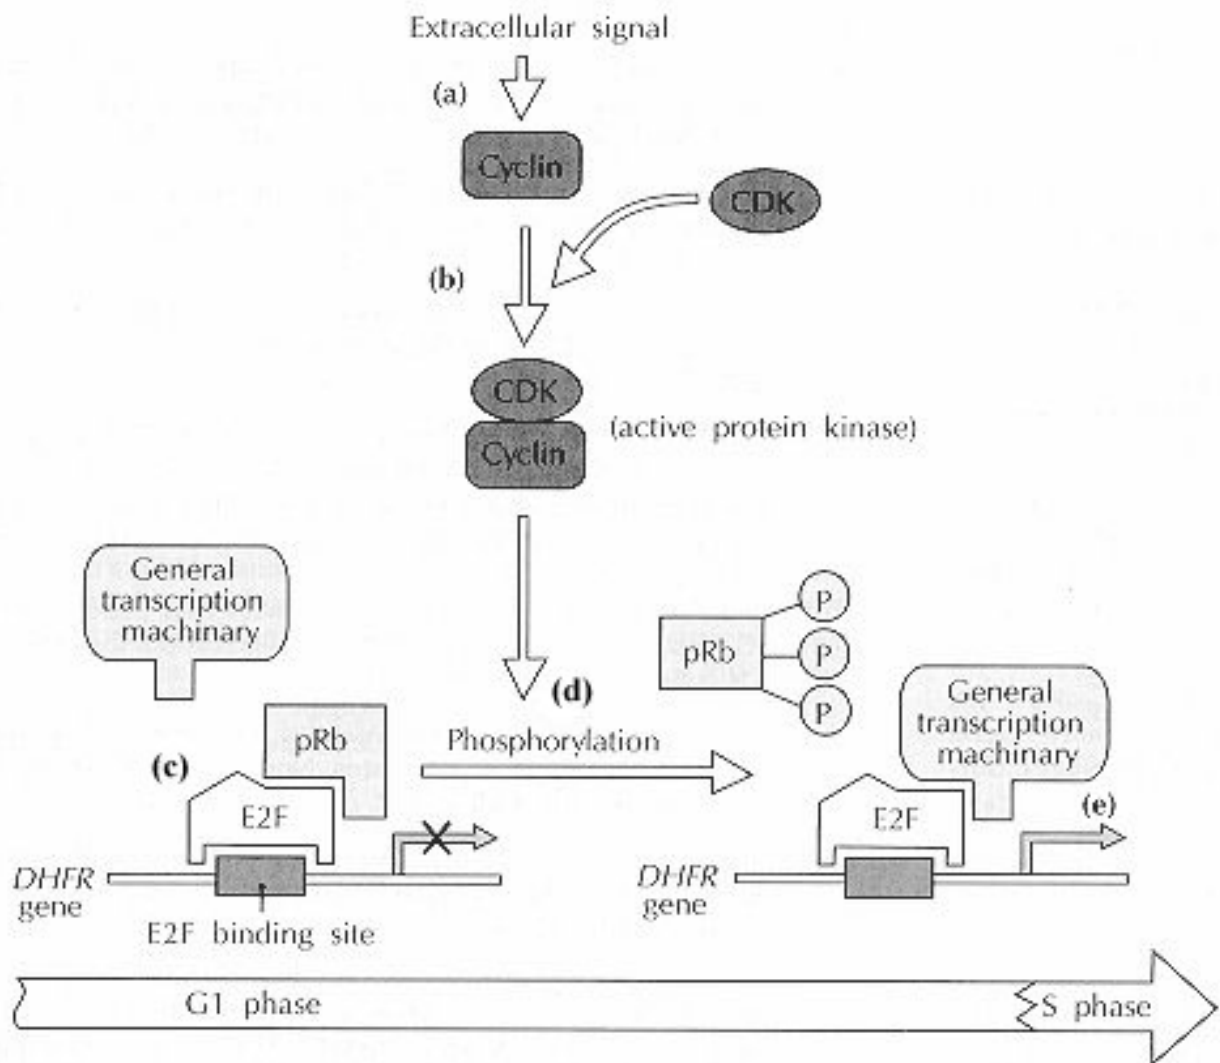 Extracellular signal
(a)
Cyclin
CDK
(b)
CDK
Cyclin
(active protein kinase)
General
transcription
machinary
pRb
P
P
P
(d)
General
transcription
machinary
pRb
Phosphorylation
(c)
E2F
E2F
(e)
DHFR
gene
DHFR
gene
E2F binding site
G1 phase
S phase